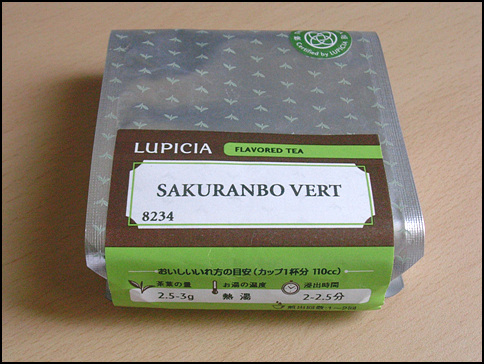 Certified by LUPICIA
LUPICIA FLAVORED TEA
SAKURANBO VERT
8234
おいしいいれ方の目安(カップ1杯分 110cc)
茶葉の量 お湯の温度 浸出時間
2.5-3g 熱湯 2-2.5分